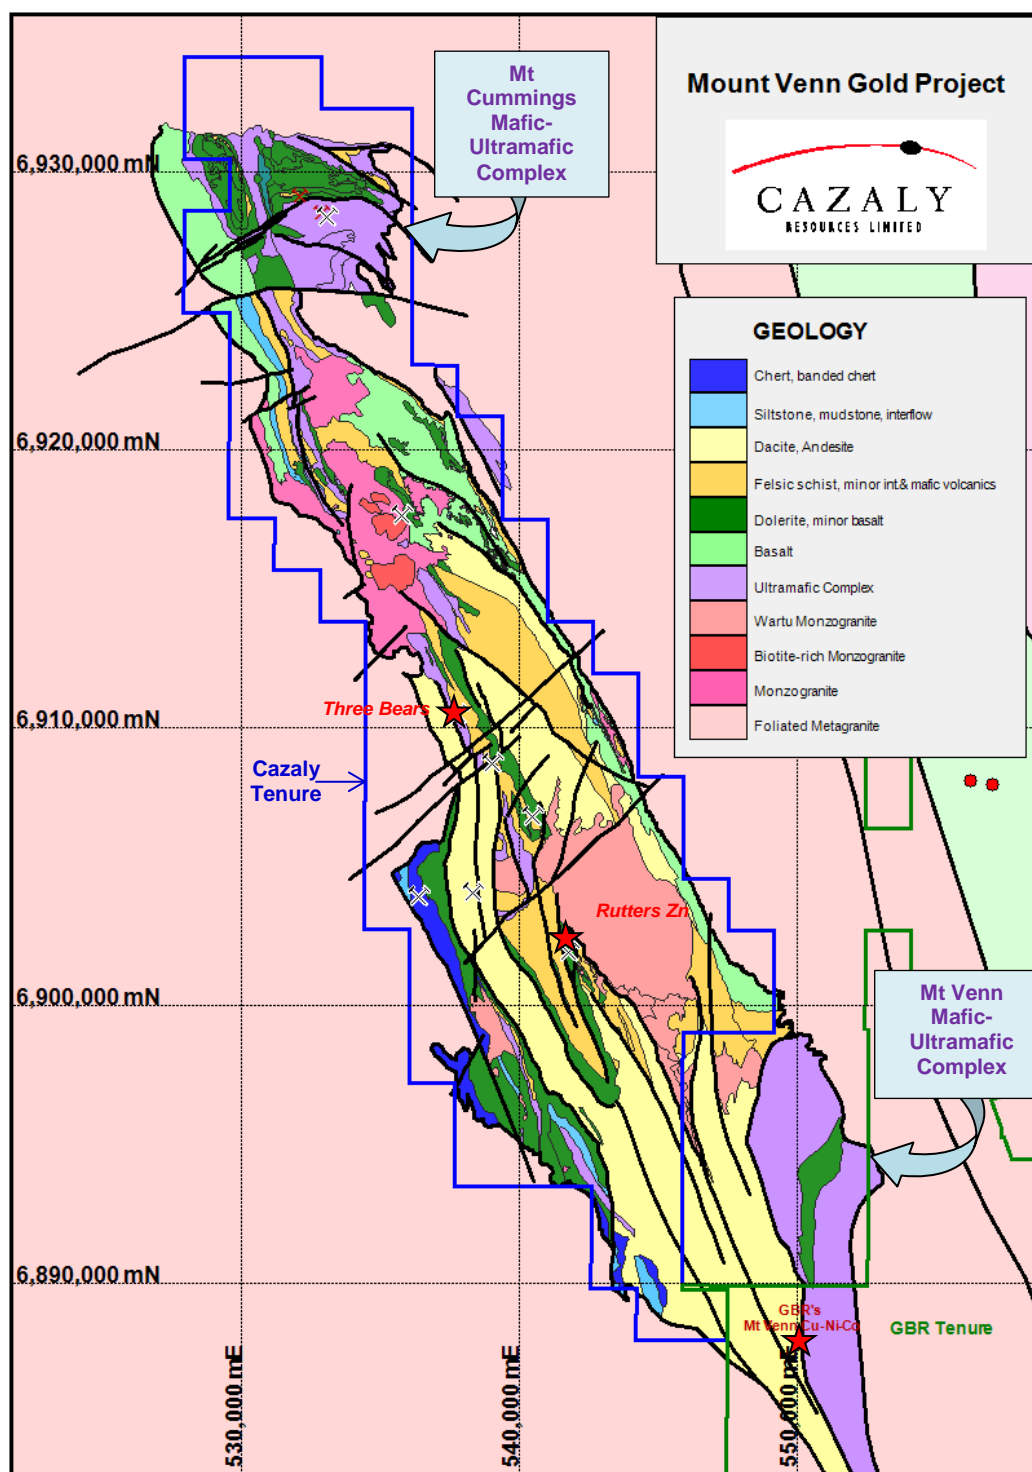 Mt
Cummings
Mafic-
Ultramafic
Complex
Mount Venn Gold Project
CAZALY
RESOURCES LIMITED
6,930,000 mN
GEOLOGY
Chert, banded chert
Siltstone, mudstone, interflow
Dacite, Andesite
Felsic schist, minor int.& mafic volcanics
Dolerite, minor basalt
Basalt
Ultramafic Complex
Wartu Monzogranite
Biotite-rich Monzogranite
Monzogranite
Foliated Metagranite
6,920,000 mN
Three Bears
6,910,000 mN
Cazaly
Tenure
Rutters Zn
6,900,000 mN
Mt Venn
Mafic-
Ultramafic
Complex
6,890,000 mN
GBR's
Mt Venn Cu-Ni-Co
GBR Tenure
530,000 mE
540,000 mE
550,000 mE